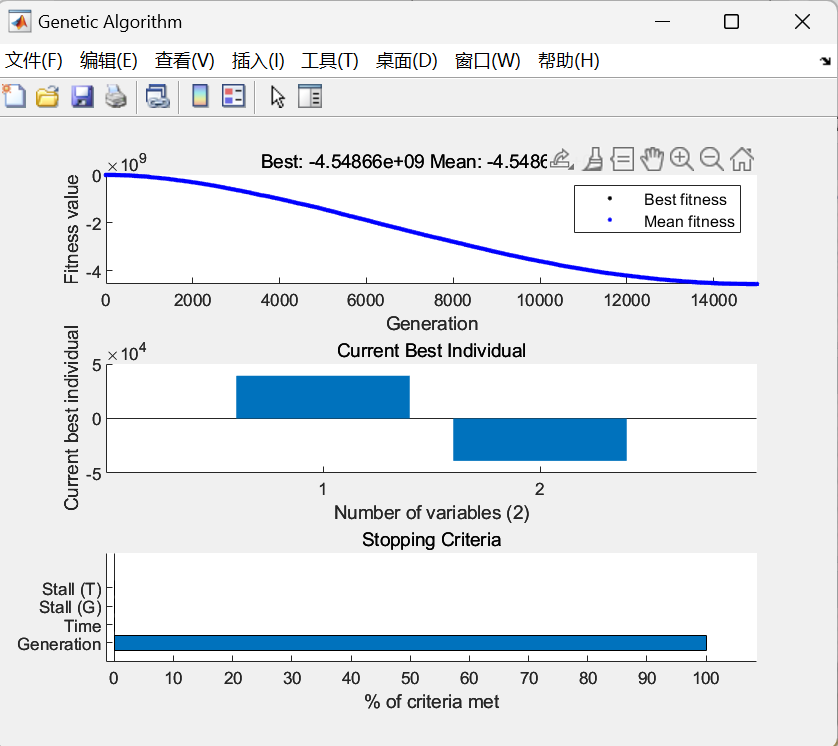 Genetic Algorithm
文件(F) 编辑(E) 查看(V) 插入(I) 工具(T) 桌面(D) 窗口(W) 帮助(H)
Best: -4.54866e+09 Mean: -4.5486
×10^9
0
-2
-4
Fitness value
Best fitness
Mean fitness
0 2000 4000 6000 8000 10000 12000 14000
Generation
Current Best Individual
×10^4
5
0
-5
Current best individual
1 2
Number of variables (2)
Stopping Criteria
Stall (T)
Stall (G)
Time
Generation
0 10 20 30 40 50 60 70 80 90 100
% of criteria met